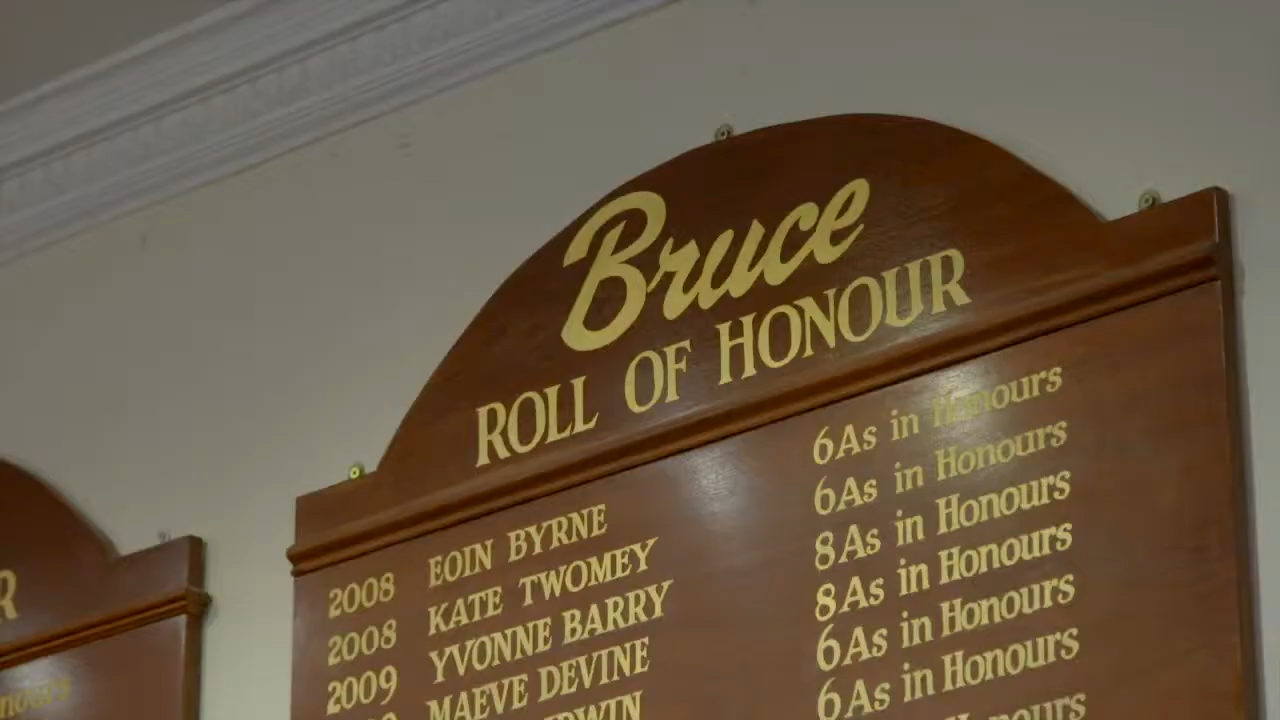 Bruce
ROLL OF HONOUR
2008 EOIN BYRNE 6As in Honours
2008 KATE TWOMEY 6As in Honours
2009 YVONNE BARRY 8As in Honours
MAEVE DEVINE 8As in Honours
6As in Honours
6As in Honours
Honours